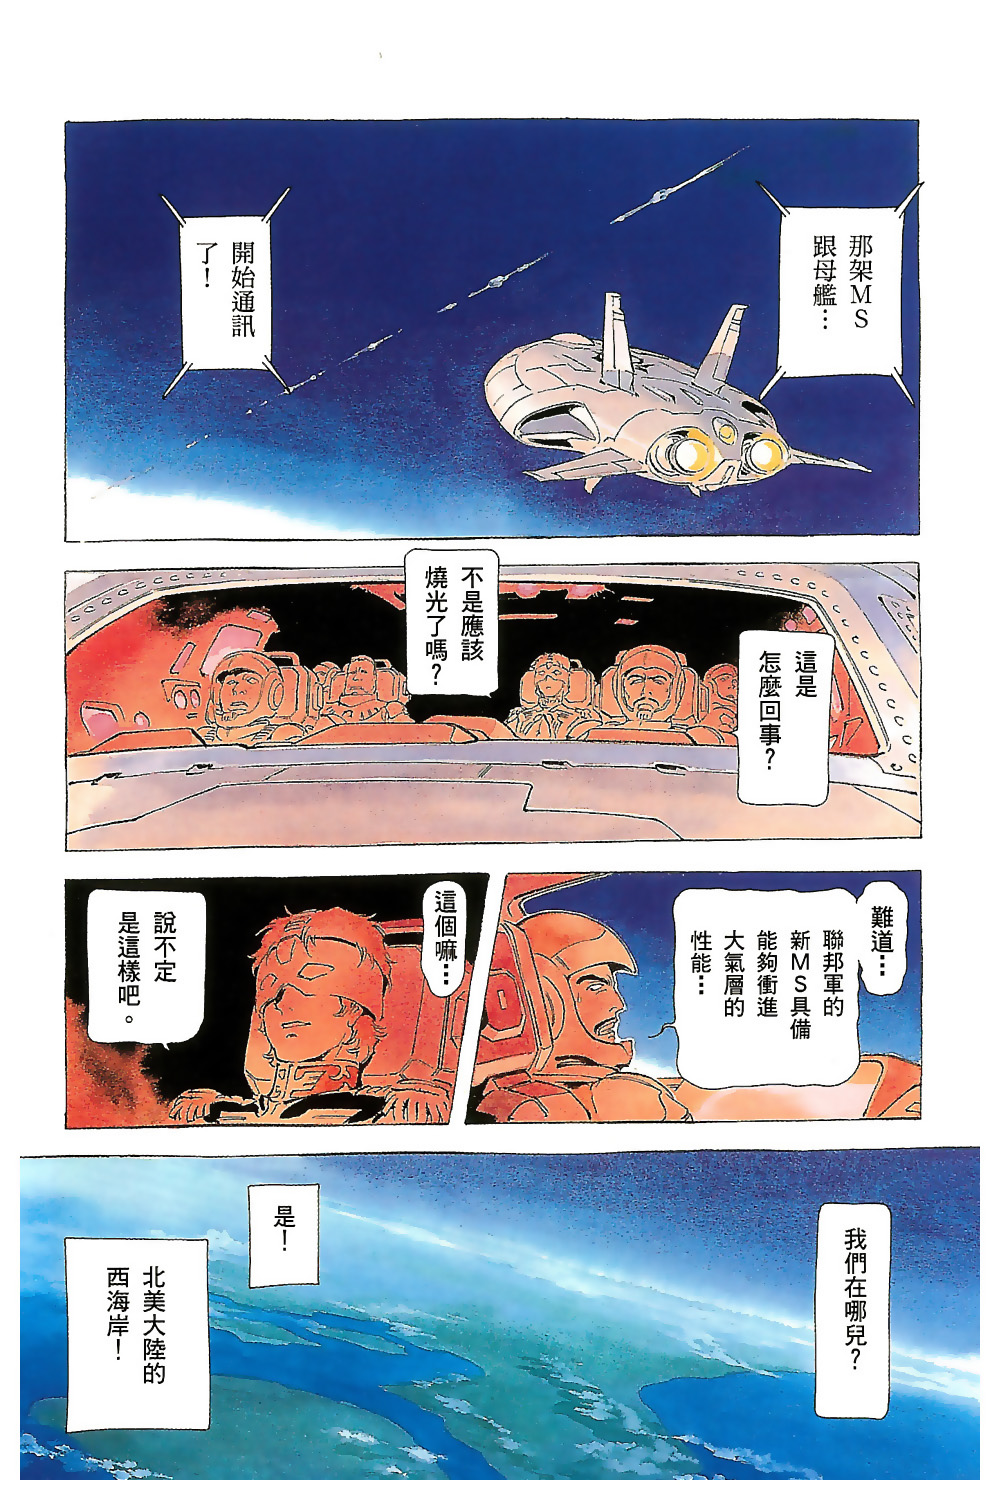 那架MS
跟母艦…
開始通訊
了！
這是
怎麼回事？
不是應該
燒光了嗎？
難道…
聯邦軍的
新MS具備
能夠衝進
大氣層的
性能…
這個嘛…
說不定
是這樣吧。
我們在哪兒？
是！
北美大陸的
西海岸！